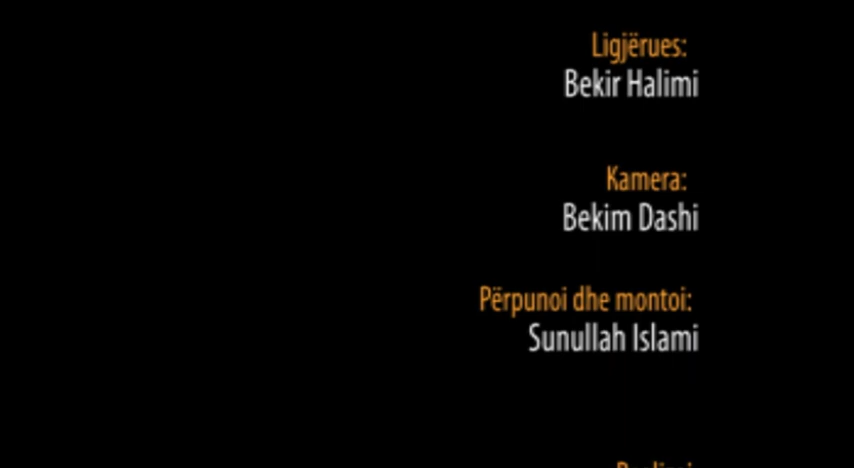 Ligjërues:
Bekir Halimi
Kamera:
Bekim Dashi
Përpunoi dhe montoi:
Sunullah Islami